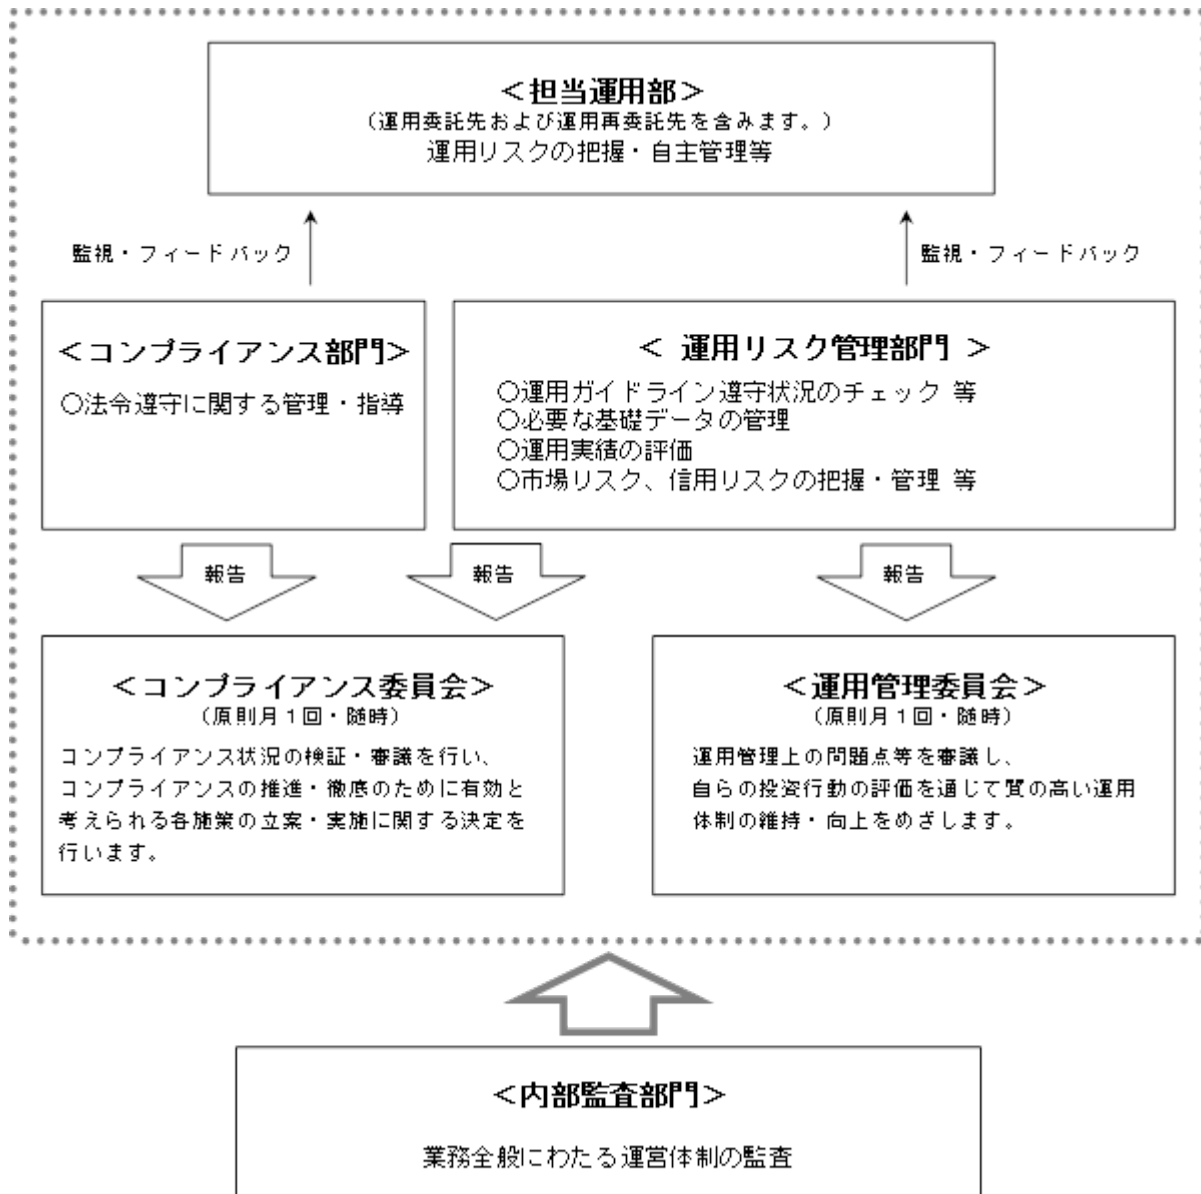 ＜担当運用部＞
（運用委託先および運用再委託先を含みます。）
運用リスクの把握・自主管理等
監視・フィードバック
監視・フィードバック
＜コンプライアンス部門＞
○法令遵守に関する管理・指導
＜ 運用リスク管理部門 ＞
○運用ガイドライン遵守状況のチェック 等
○必要な基礎データの管理
○運用実績の評価
○市場リスク、信用リスクの把握・管理 等
報告
報告
報告
＜コンプライアンス委員会＞
（原則月１回・随時）
コンプライアンス状況の検証・審議を行い、
コンプライアンスの推進・徹底のために有効と
考えられる各施策の立案・実施に関する決定を
行います。
＜運用管理委員会＞
（原則月１回・随時）
運用管理上の問題点等を審議し、
自らの投資行動の評価を通じて質の高い運用
体制の維持・向上をめざします。
＜内部監査部門＞
業務全般にわたる運営体制の監査